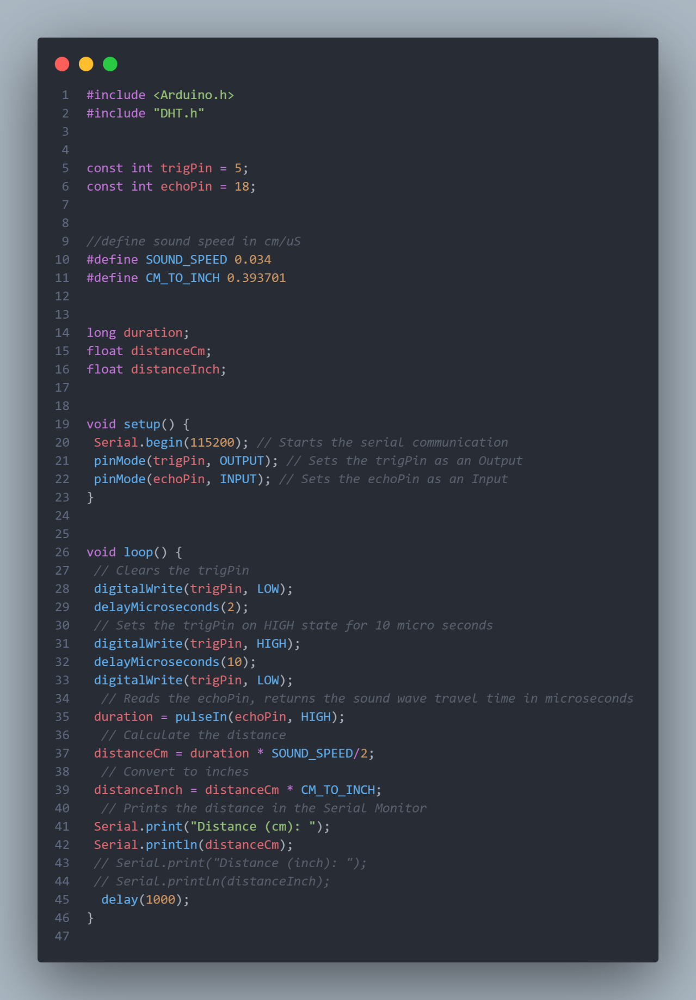 1 #include <Arduino.h>
2 #include "DHT.h"
3
4
5 const int trigPin = 5;
6 const int echoPin = 18;
7
8
9 //define sound speed in cm/uS
10 #define SOUND_SPEED 0.034
11 #define CM_TO_INCH 0.393701
12
13
14 long duration;
15 float distanceCm;
16 float distanceInch;
17
18
19 void setup() {
20  Serial.begin(115200); // Starts the serial communication
21  pinMode(trigPin, OUTPUT); // Sets the trigPin as an Output
22  pinMode(echoPin, INPUT); // Sets the echoPin as an Input
23 }
24
25
26 void loop() {
27  // Clears the trigPin
28  digitalWrite(trigPin, LOW);
29  delayMicroseconds(2);
30  // Sets the trigPin on HIGH state for 10 micro seconds
31  digitalWrite(trigPin, HIGH);
32  delayMicroseconds(10);
33  digitalWrite(trigPin, LOW);
34   // Reads the echoPin, returns the sound wave travel time in microseconds
35  duration = pulseIn(echoPin, HIGH);
36   // Calculate the distance
37  distanceCm = duration * SOUND_SPEED/2;
38   // Convert to inches
39  distanceInch = distanceCm * CM_TO_INCH;
40   // Prints the distance in the Serial Monitor
41  Serial.print("Distance (cm): ");
42  Serial.println(distanceCm);
43  // Serial.print("Distance (inch): ");
44  // Serial.println(distanceInch);
45   delay(1000);
46 }
47